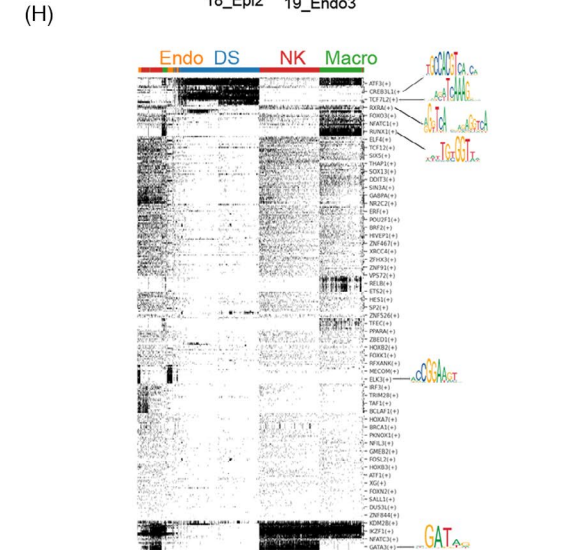 18_Epi2 19_Endo3
(H)
Endo DS NK Macro
ATF3(+)
CREB3L1(+)
TCF7L2(+)
RXRA(+)
FOXO3(+)
NFATC1(+)
RUNX1(+)
ELF4(+)
TCF12(+)
SIX5(+)
THAP1(+)
SOX13(+)
DDIT3(+)
SIN3A(+)
GABPA(+)
NR2C2(+)
ERF(+)
POU2F1(+)
BRF2(+)
HIVEP1(+)
ZNF467(+)
XRCC4(+)
ZFHX3(+)
ZNF91(+)
VPS72(+)
RELB(+)
ETS2(+)
HES1(+)
SP2(+)
ZNF526(+)
TFEC(+)
PPARA(+)
ZBED1(+)
HOXB2(+)
FOXK1(+)
RFXANK(+)
MECOM(+)
ELK3(+)
IRF3(+)
TRIM28(+)
TAF1(+)
BCLAF1(+)
HOXA7(+)
BRCA1(+)
PKNOX1(+)
NFIL3(+)
GMEB2(+)
FOSL2(+)
HOXB3(+)
ATF1(+)
XG(+)
FOXN2(+)
SALL1(+)
DUS3L(+)
ZNF844(+)
KDM2B(+)
IKZF1(+)
NFATC3(+)
GATA3(+)